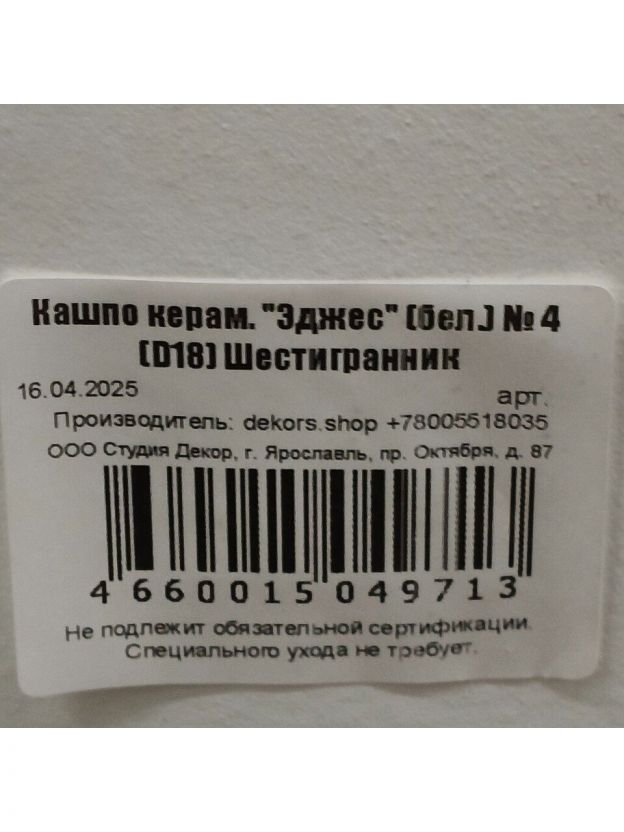 Кашпо керам. "Эджес" (бел.) № 4
(D18) Шестигранник
16.04.2025
арт.
Производитель: dekors.shop +78005518035
ООО Студия Декор, г. Ярославль, пр. Октября, д. 87
4 660015 049713
Не подлежит обязательной сертификации.
Специального ухода не требует.